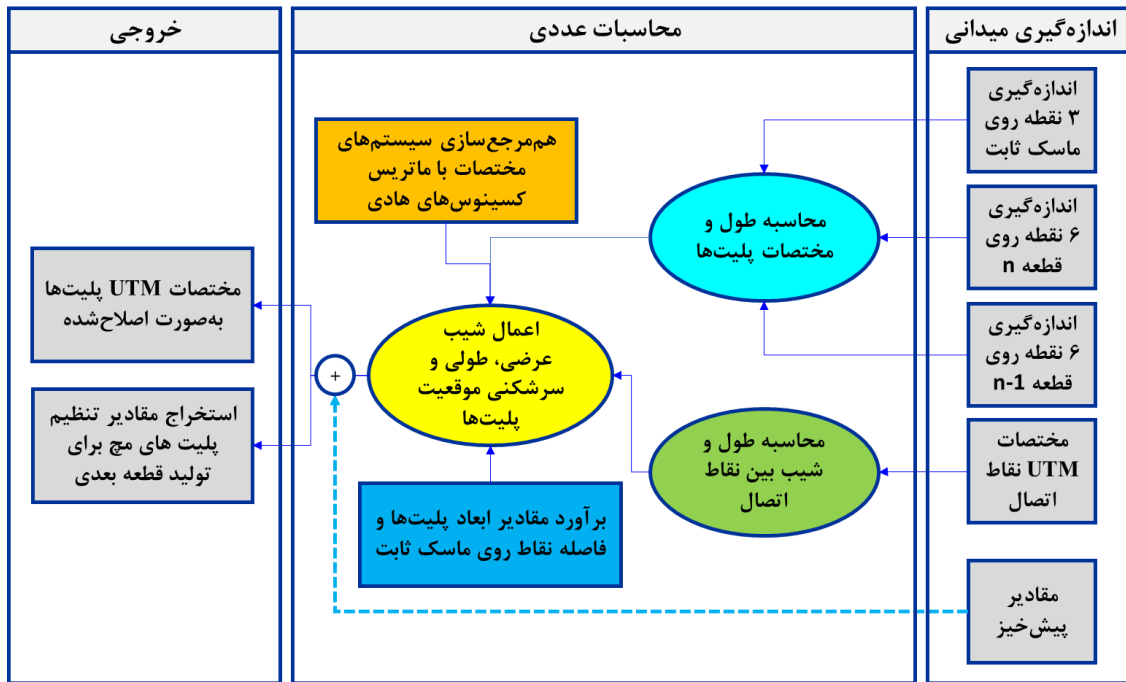 اندازه‌گیری میدانی
محاسبات عددی
خروجی
اندازه‌گیری
۳ نقطه روی
ماسک ثابت
اندازه‌گیری
۶ نقطه روی
قطعه n
اندازه‌گیری
۶ نقطه روی
قطعه n-1
مختصات
UTM نقاط
اتصال
مقادیر
پیش‌خیز
محاسبه طول و
مختصات پلیت‌ها
محاسبه طول و
شیب بین نقاط
اتصال
هم‌مرجع‌سازی سیستم‌های
مختصات با ماتریس
کسینوس‌های هادی
اعمال شیب
عرضی، طولی و
سرشکنی موقعیت
پلیت‌ها
برآورد مقادیر ابعاد پلیت‌ها و
فاصله نقاط روی ماسک ثابت
+
مختصات UTM پلیت‌ها
به‌صورت اصلاح‌شده
استخراج مقادیر تنظیم
پلیت های مچ برای
تولید قطعه بعدی